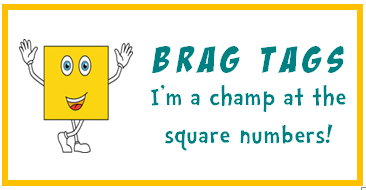 BRAG TAGS
I'm a champ at the
square numbers!